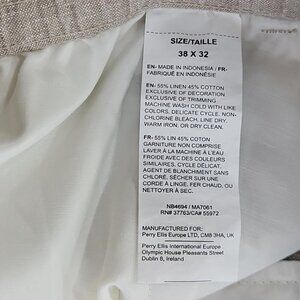 SIZE/TAILLE
38 X 32
EN- MADE IN INDONESIA / FR-
FABRIQUÉ EN INDONÉSIE
EN- 55% LINEN 45% COTTON
EXCLUSIVE OF DECORATION
EXCLUSIVE OF TRIMMING
MACHINE WASH COLD WITH LIKE
COLORS, DELICATE CYCLE. NON-
CHLORINE BLEACH. LINE DRY.
WARM IRON, OR DRY CLEAN.
FR- 55% LIN 45% COTON
GARNITURE NON COMPRISE
LAVER À LA MACHINE À L'EAU
FROIDE AVEC DES COULEURS
SIMILAIRES, CYCLE DÉLICAT.
AGENT DE BLANCHIMENT SANS
CHLORE. SÉCHER SUR UNE
CORDE À LINGE. FER CHAUD, OU
NETTOYER À SEC.
NB4694 / MA7061
RN# 37763/CA# 55972
MANUFACTURED FOR:
Perry Ellis Europe LTD, CM8 3HA, UK
Perry Ellis International Europe
Olympic House Pleasants Street
Dublin 8, Ireland